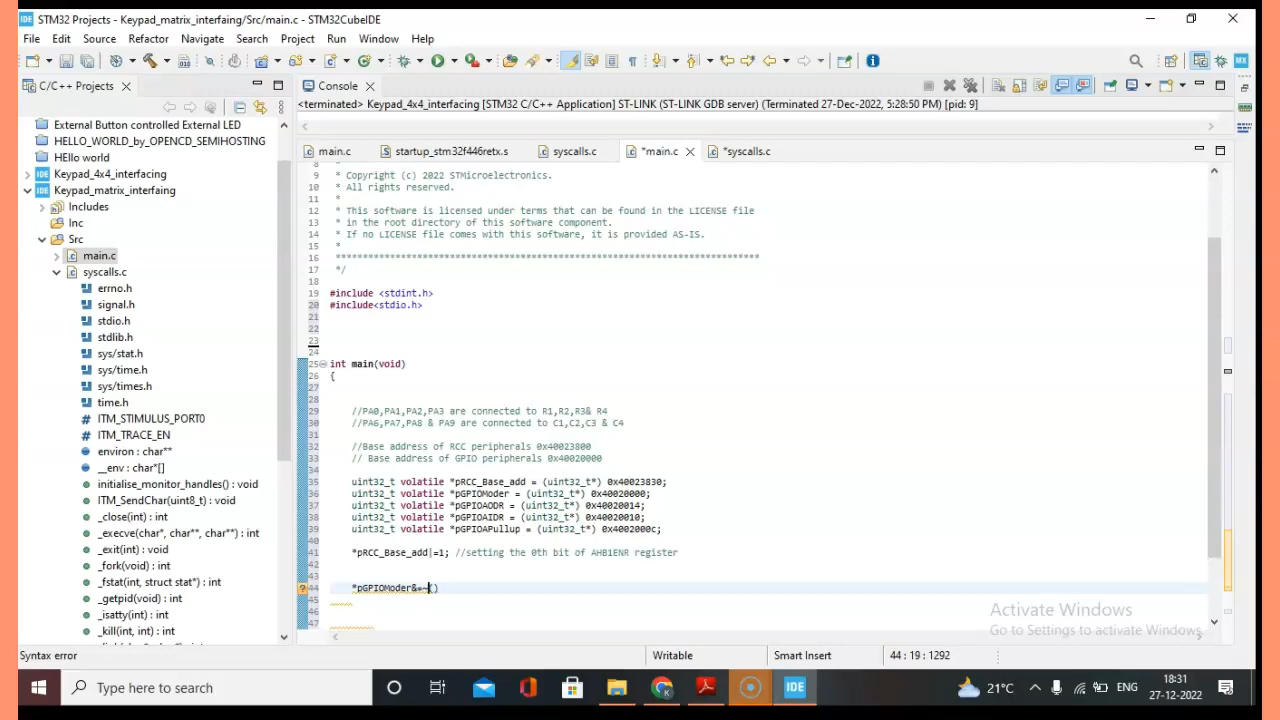 STM32 Projects - Keypad_matrix_interfaing/Src/main.c - STM32CubeIDE
File Edit Source Refactor Navigate Search Project Run Window Help
C/C++ Projects
Console
<terminated> Keypad_4x4_interfacing [STM32 C/C++ Application] ST-LINK (ST-LINK GDB server) (Terminated 27-Dec-2022, 5:28:50 PM) [pid: 9]
External Button controlled External LED
HELLO_WORLD_by_OPENCD_SEMIHOSTING
HEllo world
Keypad_4x4_interfacing
Keypad_matrix_interfaing
Includes
Inc
Src
main.c
syscalls.c
errno.h
signal.h
stdio.h
stdlib.h
sys/stat.h
sys/time.h
sys/times.h
time.h
ITM_STIMULUS_PORT0
ITM_TRACE_EN
environ : char**
__env : char*[]
initialise_monitor_handles() : void
ITM_SendChar(uint8_t) : void
_close(int) : int
_execve(char*, char**, char**) : int
_exit(int) : void
_fork(void) : int
_fstat(int, struct stat*) : int
_getpid(void) : int
_isatty(int) : int
_kill(int, int) : int
main.c startup_stm32f446retx.s syscalls.c *main.c *syscalls.c
8 *
9 * Copyright (c) 2022 STMicroelectronics.
10 * All rights reserved.
11 *
12 * This software is licensed under terms that can be found in the LICENSE file
13 * in the root directory of this software component.
14 * If no LICENSE file comes with this software, it is provided AS-IS.
15 *
16 ******************************************************************************
17 */
18
19 #include <stdint.h>
20 #include<stdio.h>
21
22
23
24
25 int main(void)
26 {
27
28
29 //PA0,PA1,PA2,PA3 are connected to R1,R2,R3& R4
30 //PA6,PA7,PA8 & PA9 are connected to C1,C2,C3 & C4
31
32 //Base address of RCC peripherals 0x40023800
33 // Base address of GPIO peripherals 0x40020000
34
35 uint32_t volatile *pRCC_Base_add = (uint32_t*) 0x40023830;
36 uint32_t volatile *pGPIOModer = (uint32_t*) 0x40020000;
37 uint32_t volatile *pGPIOAODR = (uint32_t*) 0x40020014;
38 uint32_t volatile *pGPIOAIDR = (uint32_t*) 0x40020010;
39 uint32_t volatile *pGPIOAPullup = (uint32_t*) 0x4002000c;
40
41 *pRCC_Base_add|=1; //setting the 0th bit of AHB1ENR register
42
43
44 *pGPIOModer&=~()
45
46
47
Activate Windows
Go to Settings to activate Windows.
Syntax error Writable Smart Insert 44 : 19 : 1292
Type here to search
IDE
21°C
ENG
18:31
27-12-2022